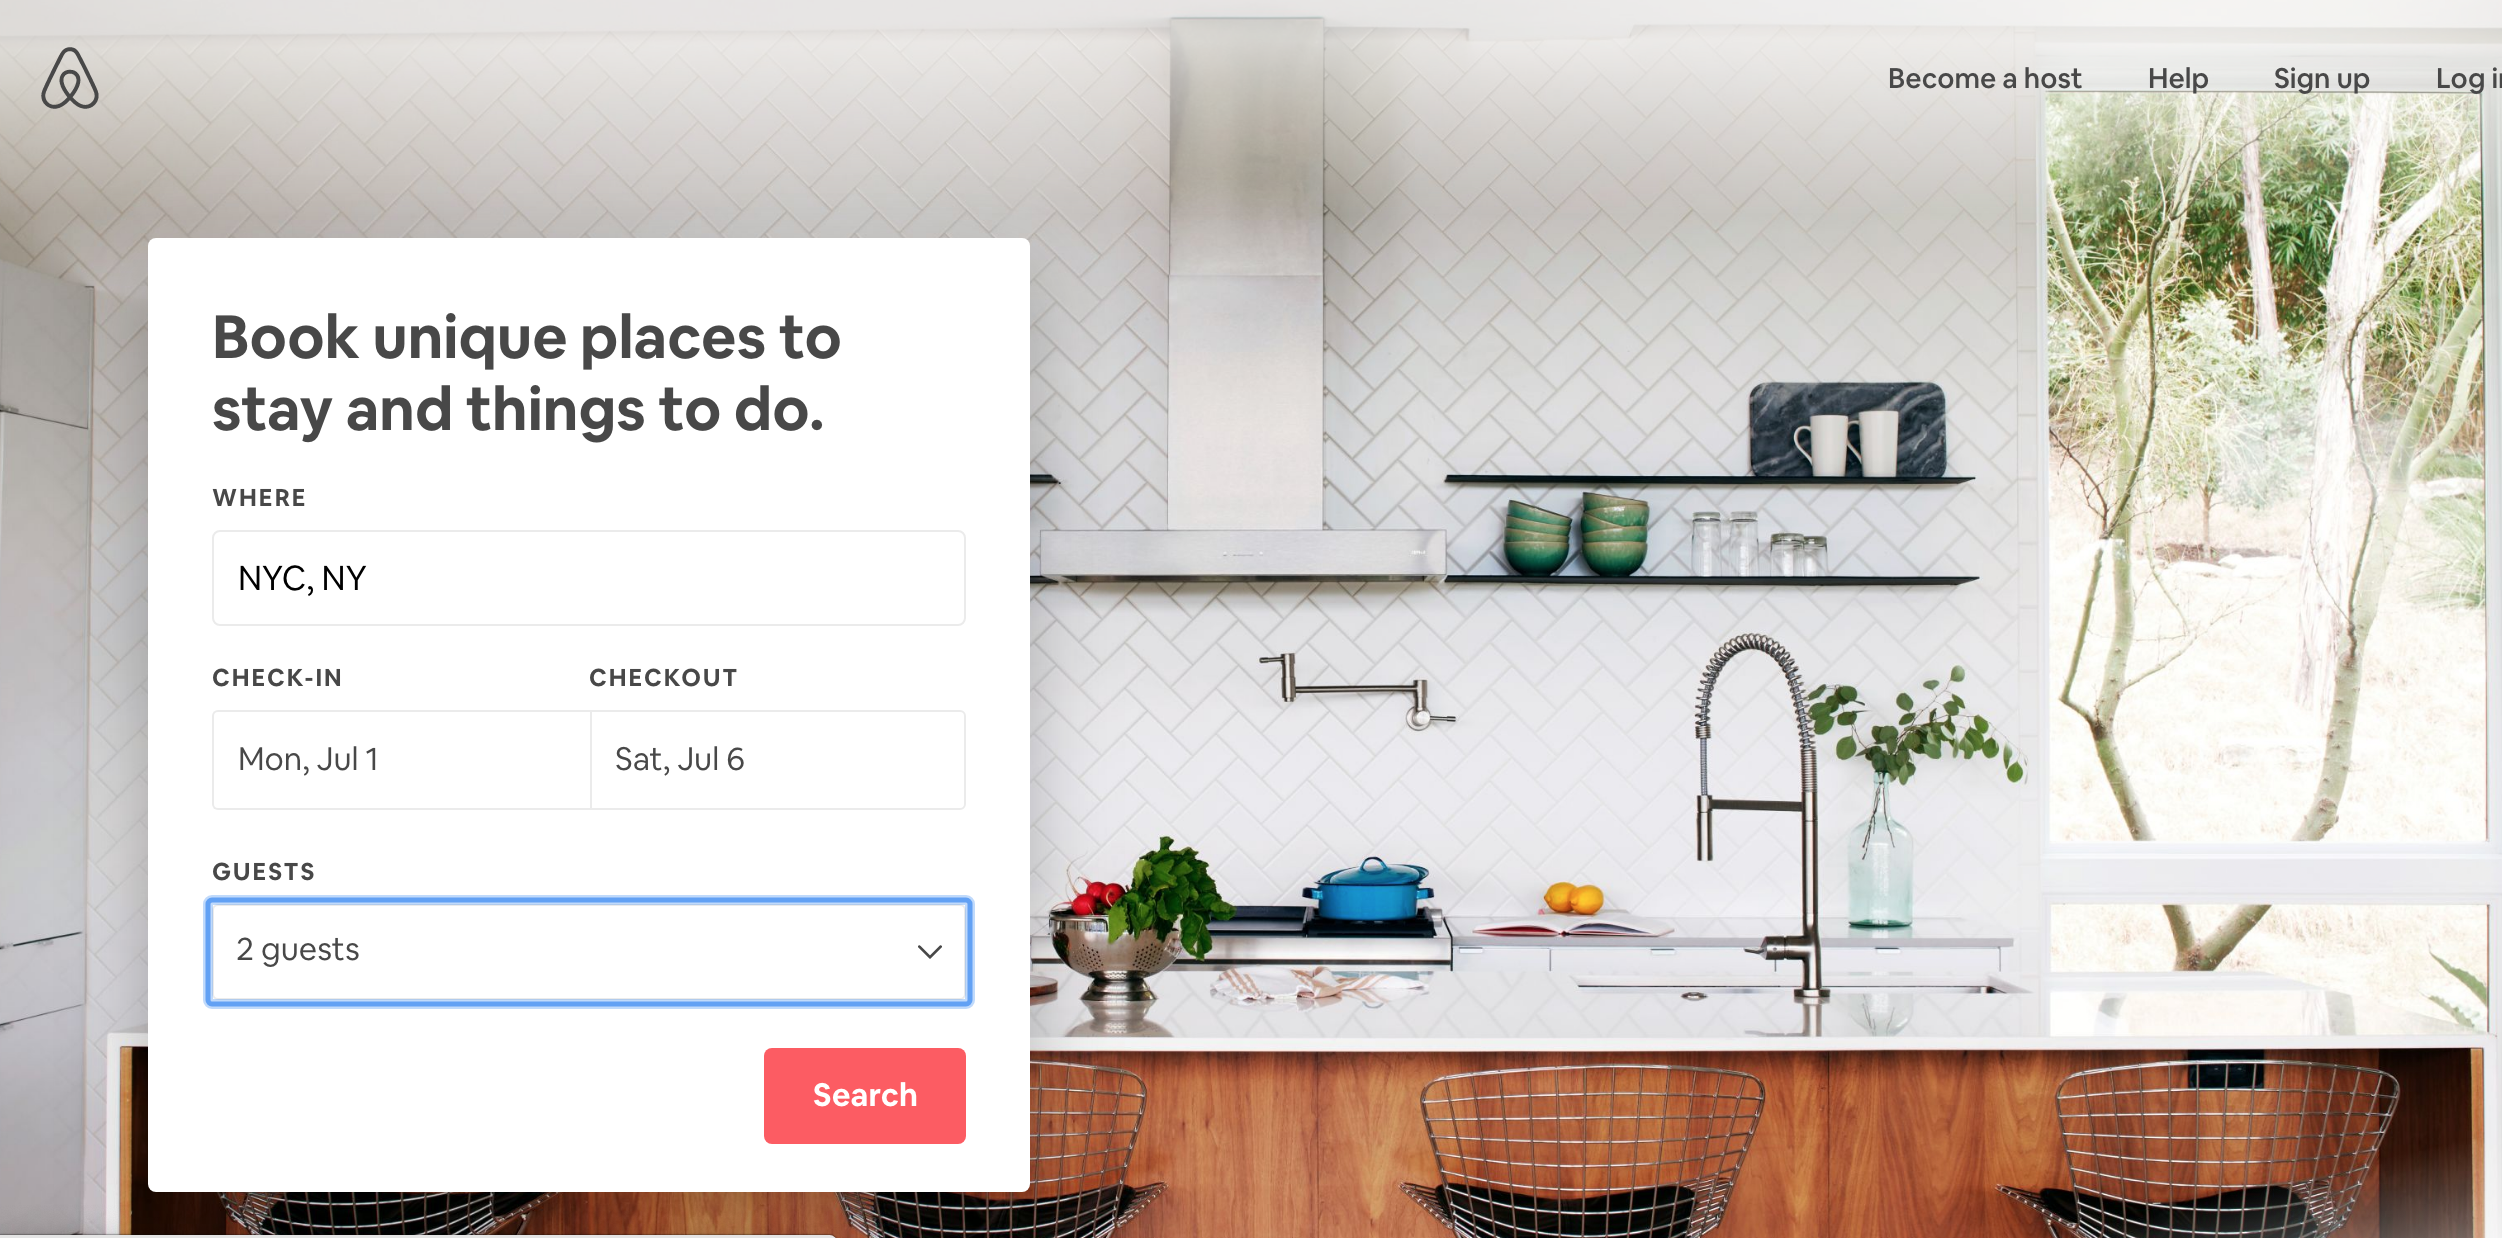 Become a host
Help
Sign up
Log in
Book unique places to
stay and things to do.
WHERE
NYC, NY
CHECK-IN
CHECKOUT
Mon, Jul 1
Sat, Jul 6
GUESTS
2 guests
Search